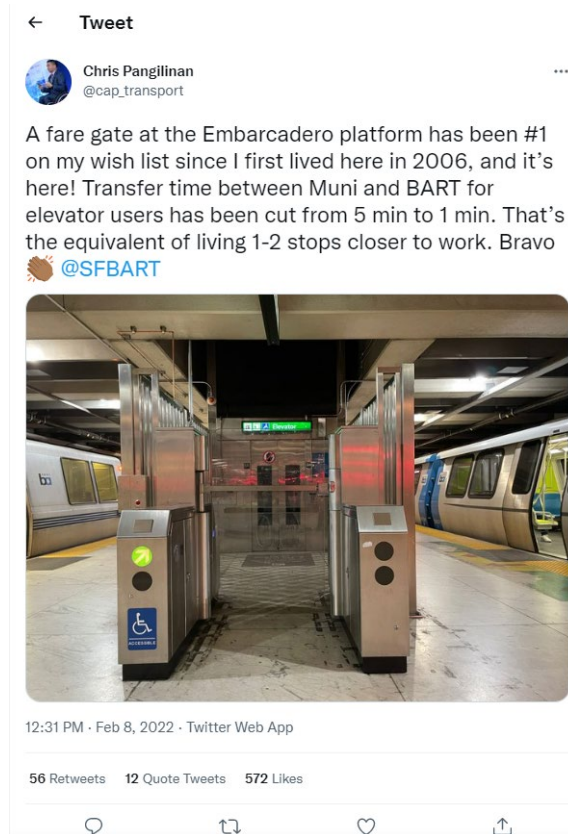 Tweet
Chris Pangilinan
@cap_transport
A fare gate at the Embarcadero platform has been #1
on my wish list since I first lived here in 2006, and it’s
here! Transfer time between Muni and BART for
elevator users has been cut from 5 min to 1 min. That’s
the equivalent of living 1-2 stops closer to work. Bravo
👏🏾 @SFBART
Elevator
ba
ACCESSIBLE
12:31 PM · Feb 8, 2022 · Twitter Web App
56 Retweets 12 Quote Tweets 572 Likes